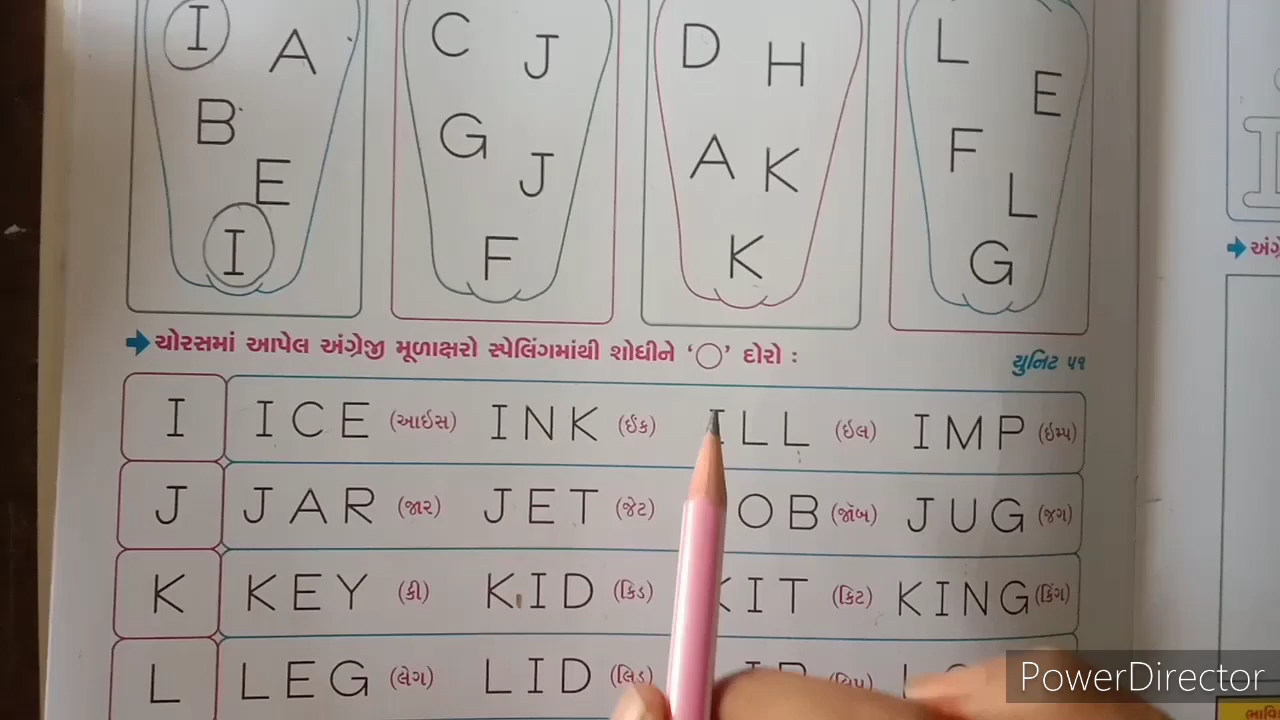 I A B E I
C J G J F
D H A K K
L E F L G
ચોરસમાં આપેલ અંગ્રેજી મૂળાક્ષરો સ્પેલિંગમાંથી શોધીને ‘○’ દોરો :
યુનિટ ૫૧
I ICE (આઇસ) INK (ઈંક) ILL (ઇલ) IMP (ઇમ્પ)
J JAR (જાર) JET (જેટ) OB (જૉબ) JUG (જગ)
K KEY (કી) KID (કિડ) KIT (કિટ) KING (કિંગ)
L LEG (લેગ) LID (લિડ)
PowerDirector